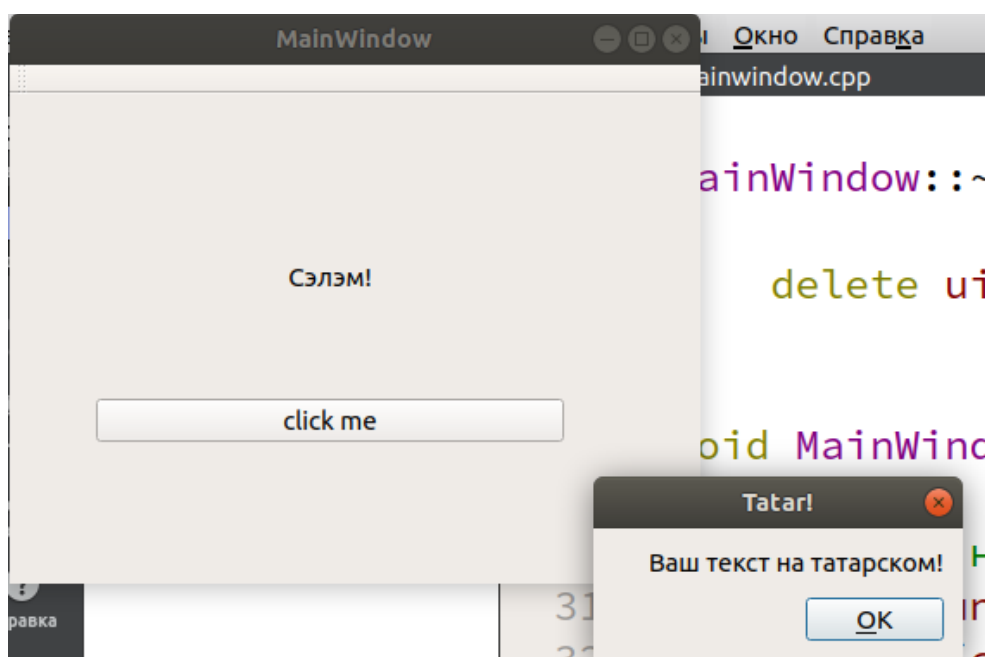 MainWindow
Окно Справка
ainwindow.cpp
ainWindow::~
Сэлэм!
delete ui
click me
oid MainWind
Tatar!
Ваш текст на татарском!
31
OK
равка